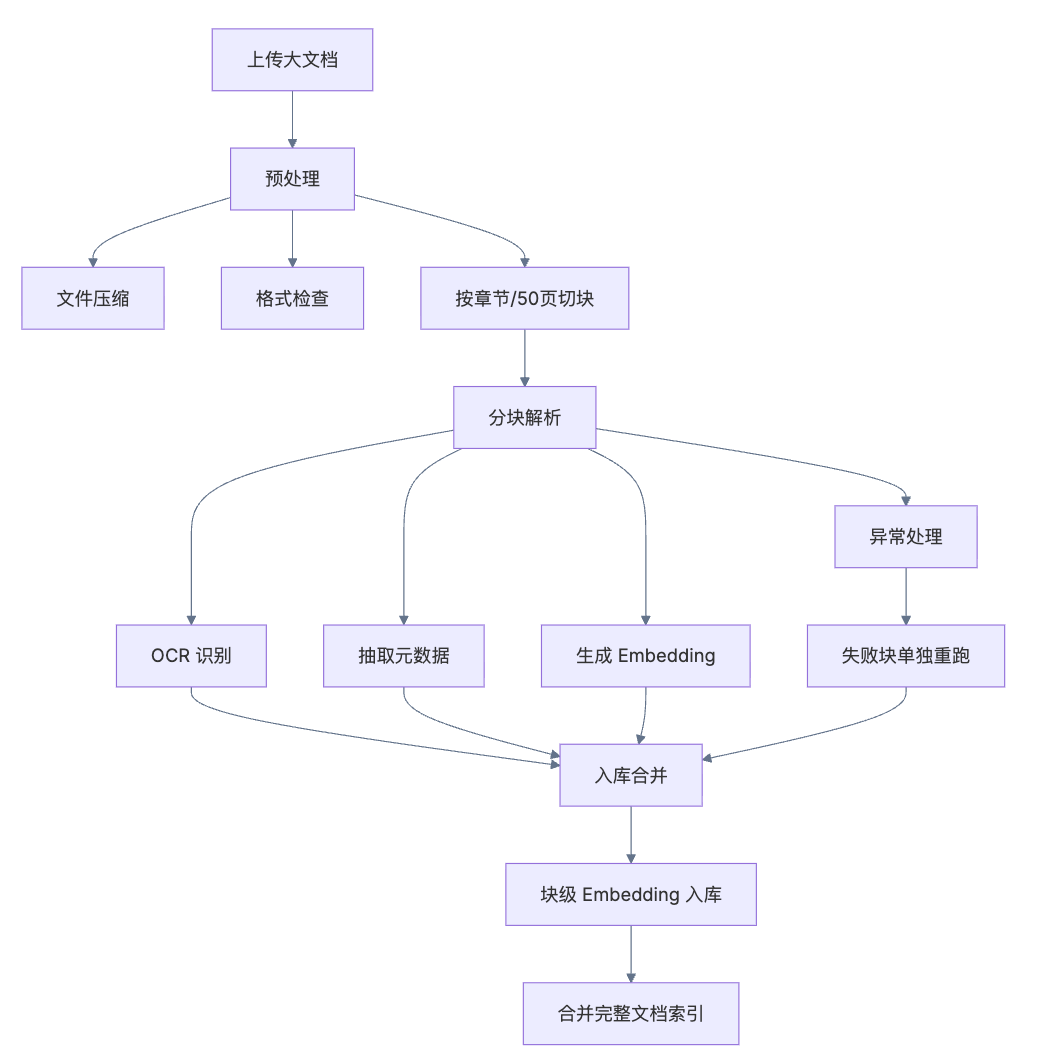 上传大文档
预处理
文件压缩
格式检查
按章节/50页切块
分块解析
异常处理
OCR 识别
抽取元数据
生成 Embedding
失败块单独重跑
入库合并
块级 Embedding 入库
合并完整文档索引